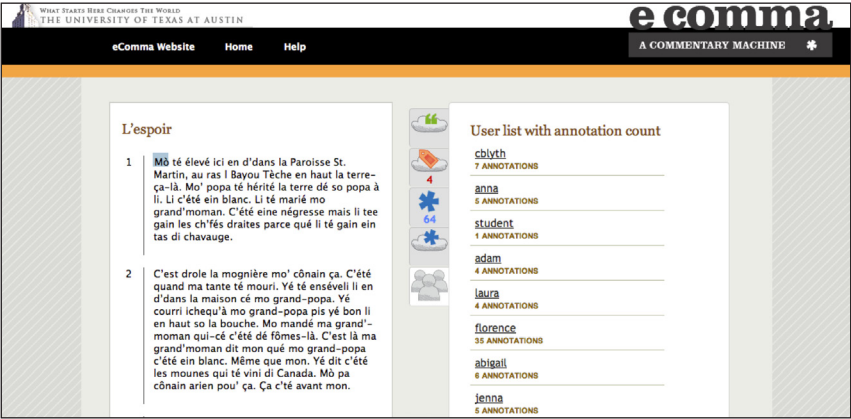 WHAT STARTS HERE CHANGES THE WORLD
THE UNIVERSITY OF TEXAS AT AUSTIN
e comma
A COMMENTARY MACHINE
eComma Website Home Help
L'espoir
1 Mò té élevé ici en d'dans la Paroisse St.
Martin, au ras l Bayou Tèche en haut la terre-
ça-là. Mo' popa té hérité la terre dé so popa à
li. Li c'été ein blanc. Li té marié mo
grand'moman. C'été eine négresse mais li tee
gain les ch'fés draites parce qué li té gain ein
tas di chavauge.
2 C'est drole la mognière mo' cônain ça. C'été
quand ma tante té mouri. Yé té enséveli li en
d'dans la maison cé mo grand-popa. Yé
courri ichequ'à mo grand-popa pis yé bon li
en haut so la bouche. Mo mandé ma grand'-
moman qui-cé c'été dé fômes-là. C'est là ma
grand'moman dit mon qué mo grand-popa
c'été ein blanc. Même que mon. Yé dit c'été
les mounes qui té vini di Canada. Mò pa
cônain arien pou' ça. Ça c'té avant mon.
4
64
User list with annotation count
cblyth
7 ANNOTATIONS
anna
5 ANNOTATIONS
student
1 ANNOTATIONS
adam
4 ANNOTATIONS
laura
4 ANNOTATIONS
florence
35 ANNOTATIONS
abigail
6 ANNOTATIONS
jenna
5 ANNOTATIONS